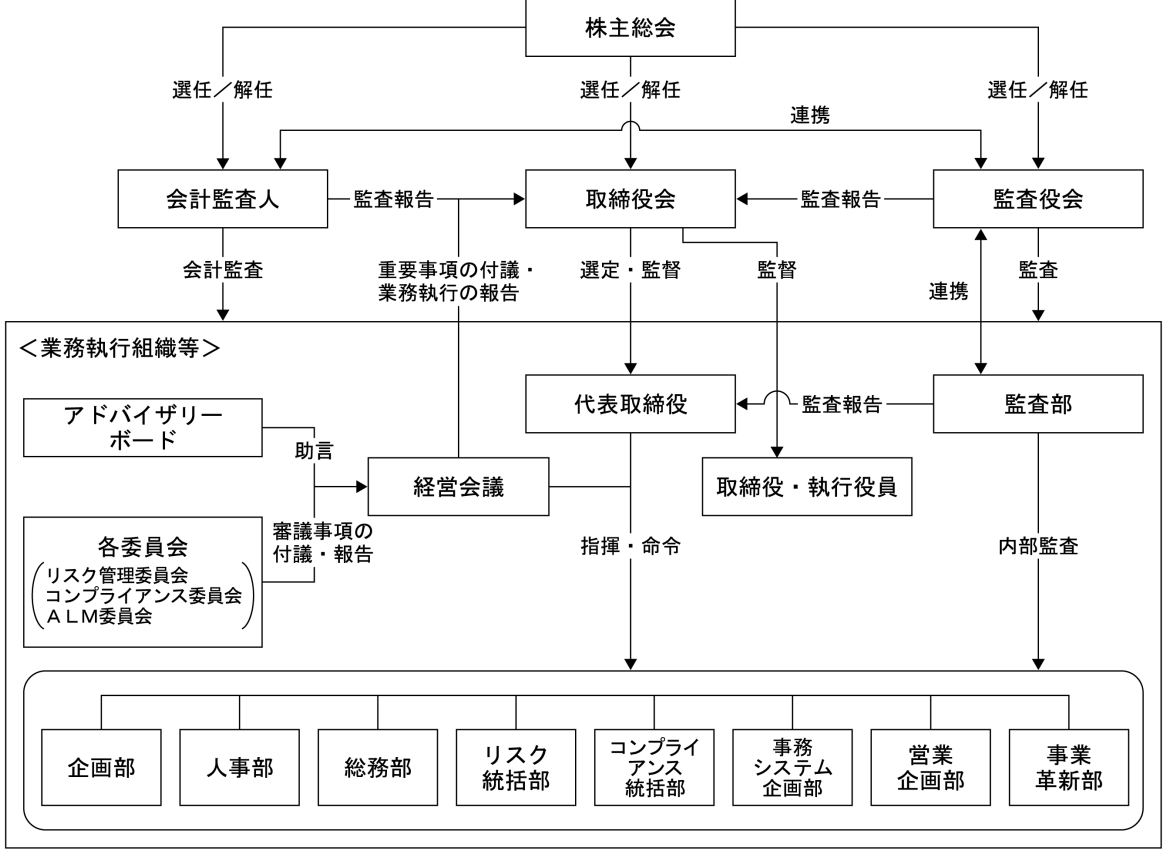 株主総会
選任／解任
選任／解任
選任／解任
連携
会計監査人
監査報告
取締役会
監査報告
監査役会
会計監査
重要事項の付議・
業務執行の報告
選定・監督
監督
連携
監査
＜業務執行組織等＞
アドバイザリー
ボード
助言
代表取締役
監査報告
監査部
経営会議
取締役・執行役員
各委員会
リスク管理委員会
コンプライアンス委員会
ＡＬＭ委員会
審議事項の
付議・報告
指揮・命令
内部監査
企画部
人事部
総務部
リスク
統括部
コンプライ
アンス
統括部
事務
システム
企画部
営業
企画部
事業
革新部